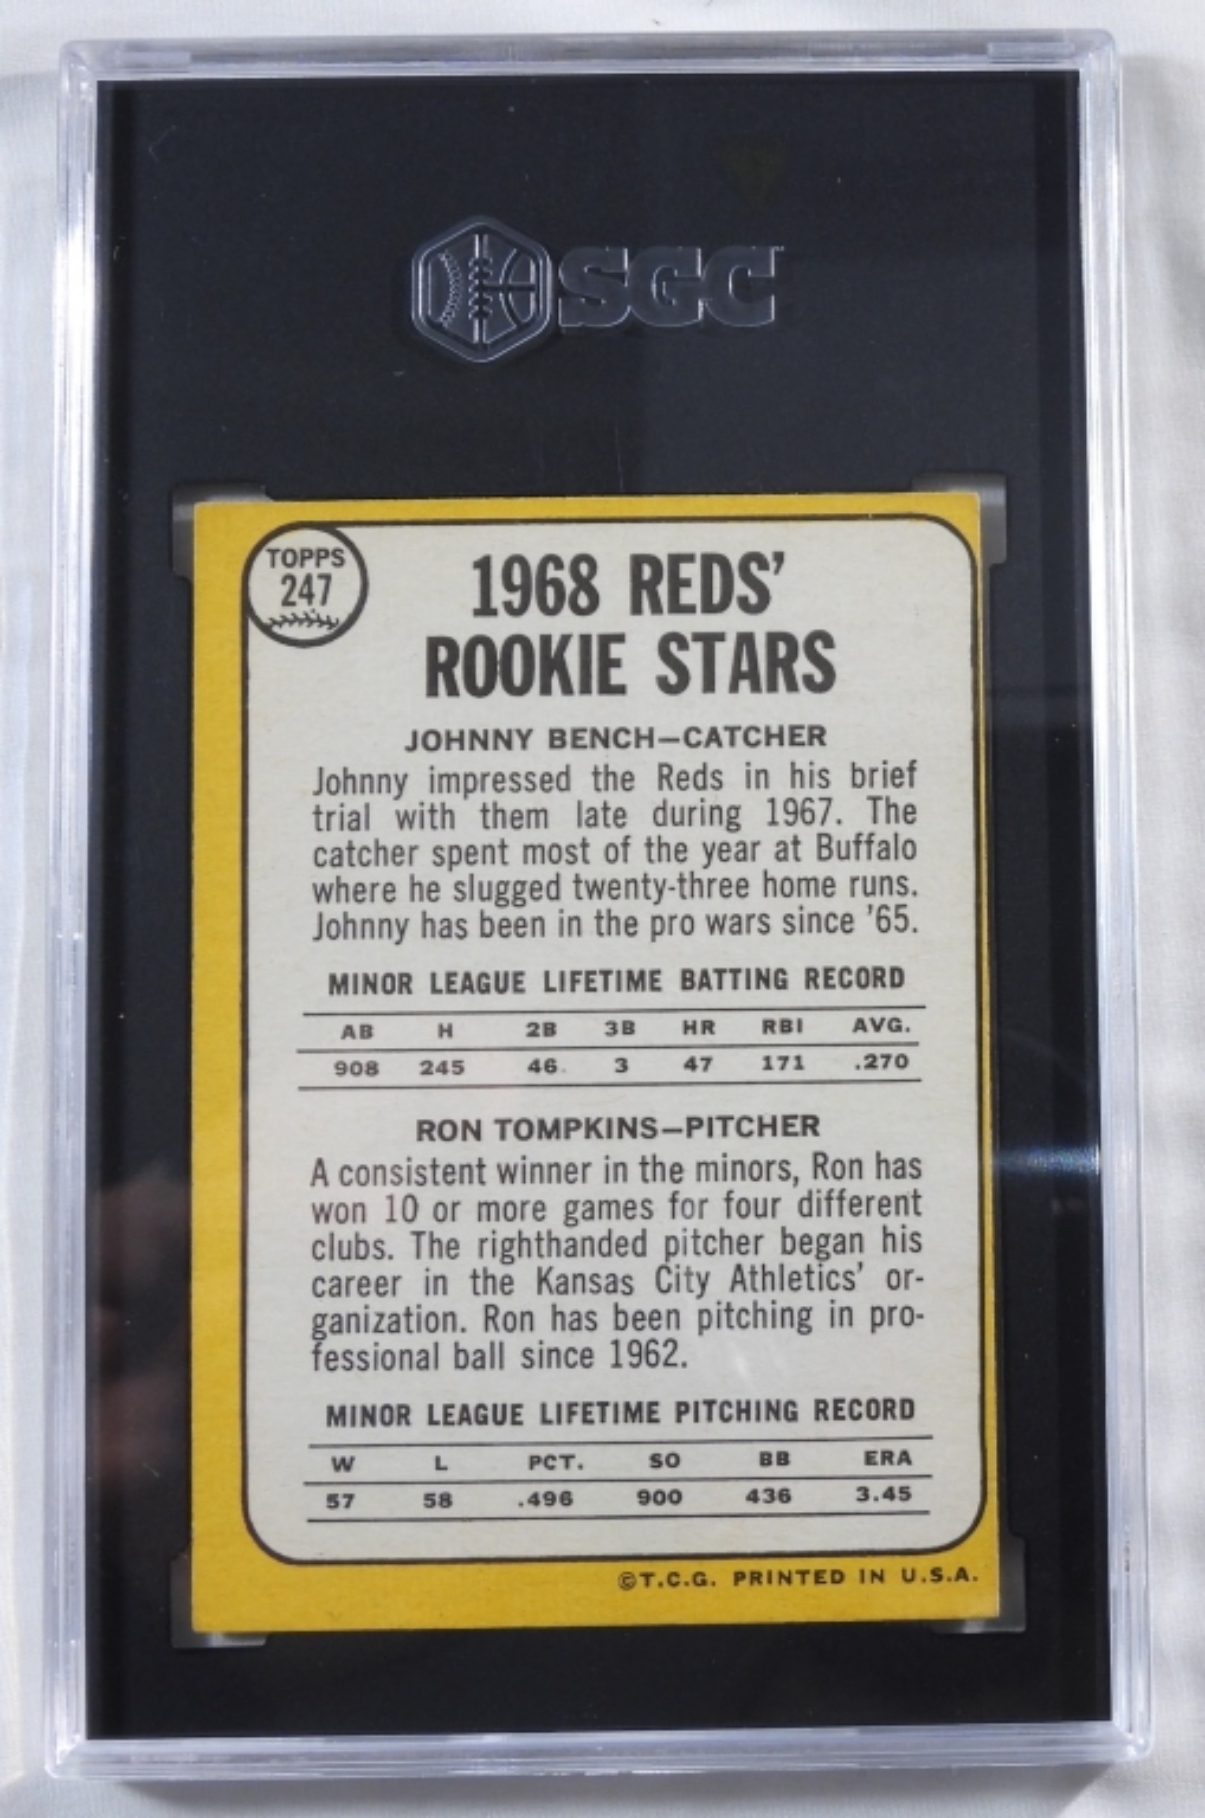 SGC
TOPPS
247
1968 REDS'
ROOKIE STARS
JOHNNY BENCH—CATCHER
Johnny impressed the Reds in his brief
trial with them late during 1967. The
catcher spent most of the year at Buffalo
where he slugged twenty-three home runs.
Johnny has been in the pro wars since '65.
MINOR LEAGUE LIFETIME BATTING RECORD
AB H 2B 3B HR RBI AVG.
908 245 46 3 47 171 .270
RON TOMPKINS—PITCHER
A consistent winner in the minors, Ron has
won 10 or more games for four different
clubs. The righthanded pitcher began his
career in the Kansas City Athletics' or-
ganization. Ron has been pitching in pro-
fessional ball since 1962.
MINOR LEAGUE LIFETIME PITCHING RECORD
W L PCT. SO BB ERA
57 58 .496 900 436 3.45
©T.C.G. PRINTED IN U.S.A.